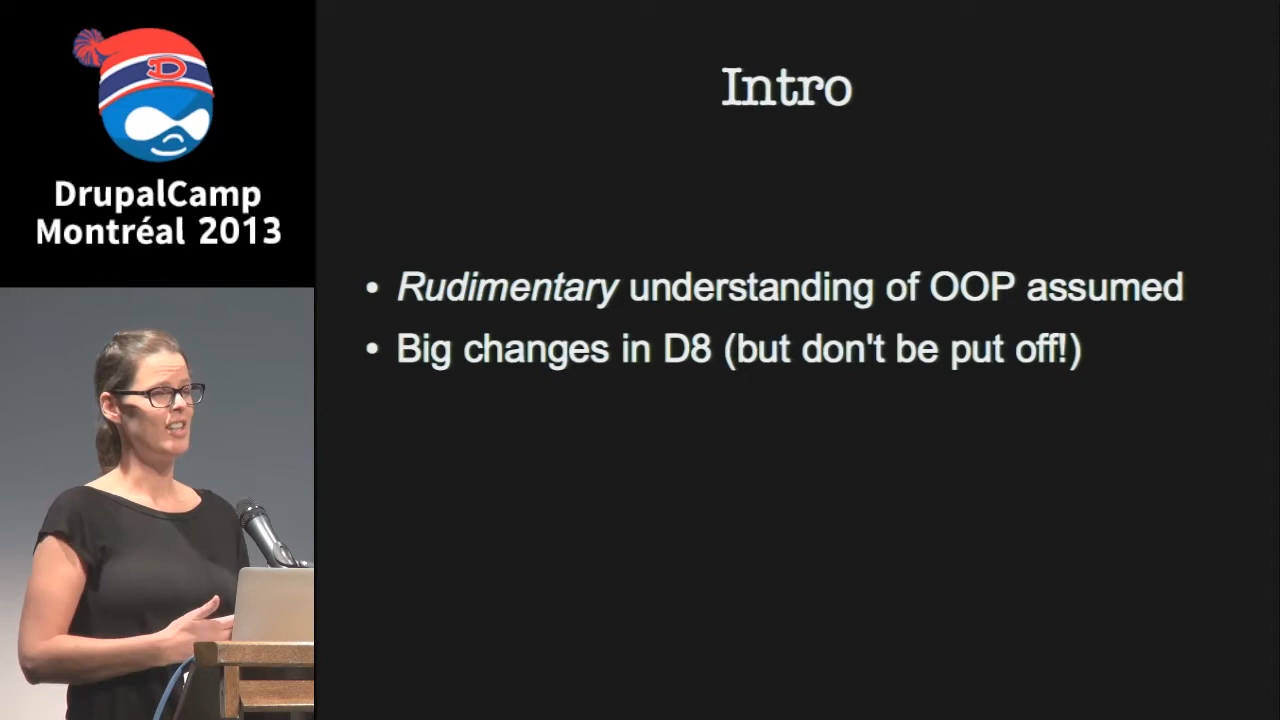 DrupalCamp
Montréal 2013
Intro
• Rudimentary understanding of OOP assumed
• Big changes in D8 (but don't be put off!)